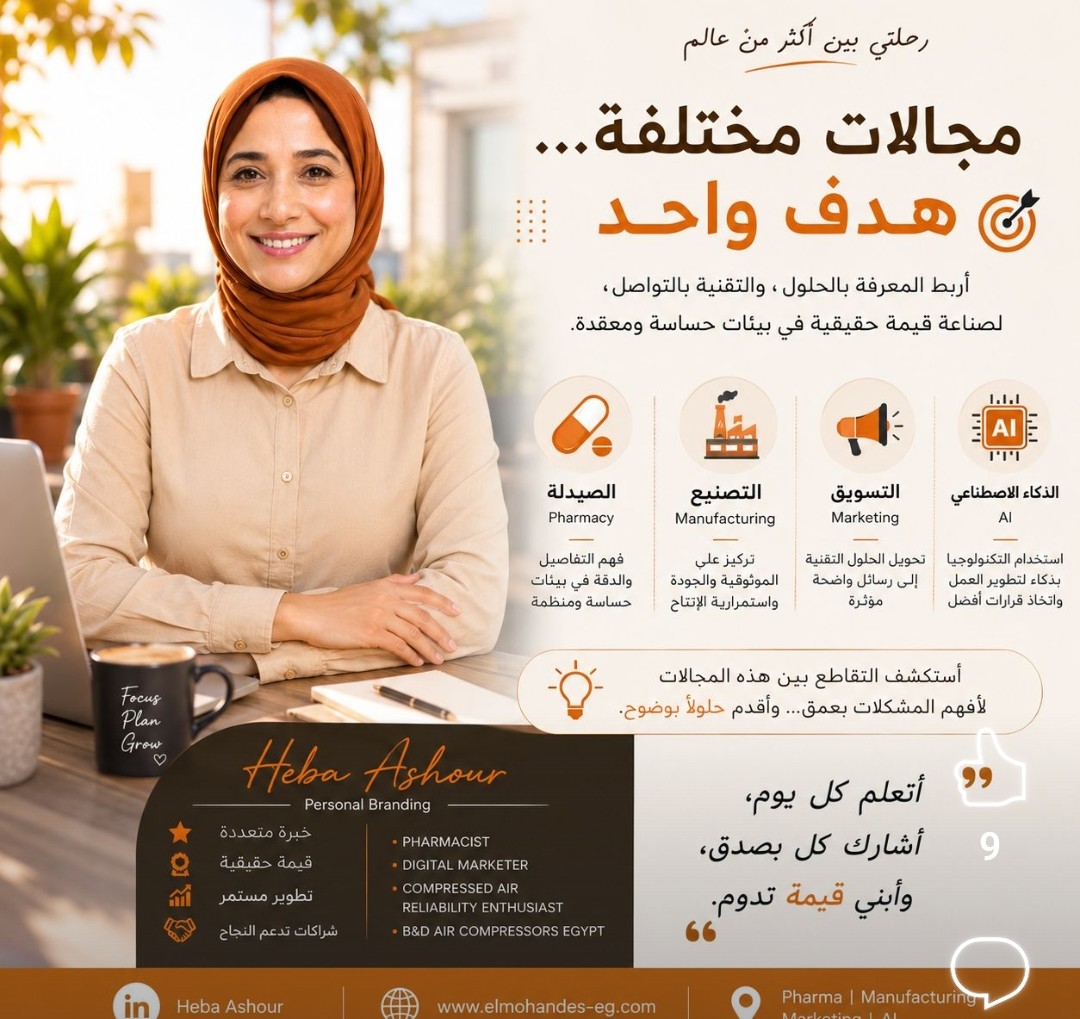 رحلتي بين أكثر من عالم
مجالات مختلفة...
هدف واحد
أربط المعرفة بالحلول، والتقنية بالتواصل،
لصناعة قيمة حقيقية في بيئات حساسة ومعقدة.
AI
الذكاء الاصطناعي
AI
استخدام التكنولوجيا
بذكاء لتطوير العمل
واتخاذ قرارات أفضل
التسويق
Marketing
تحويل الحلول التقنية
إلى رسائل واضحة
مؤثرة
التصنيع
Manufacturing
تركيز علي
الموثوقية والجودة
واستمرارية الإنتاج
الصيدلة
Pharmacy
فهم التفاصيل
والدقة في بيئات
حساسة ومنظمة
أستكشف التقاطع بين هذه المجالات
لأفهم المشكلات بعمق... وأقدم حلولاً بوضوح.
Focus
Plan
Grow
Heba Ashour
Personal Branding
خبرة متعددة
قيمة حقيقية
تطوير مستمر
شراكات تدعم النجاح
• PHARMACIST
• DIGITAL MARKETER
• COMPRESSED AIR
RELIABILITY ENTHUSIAST
• B&D AIR COMPRESSORS EGYPT
”أتعلم كل يوم،
أشارك كل بصدق،
وأبني قيمة تدوم.“
9
in
Heba Ashour
www.elmohandes-eg.com
Pharma | Manufacturing
Marketing | AI